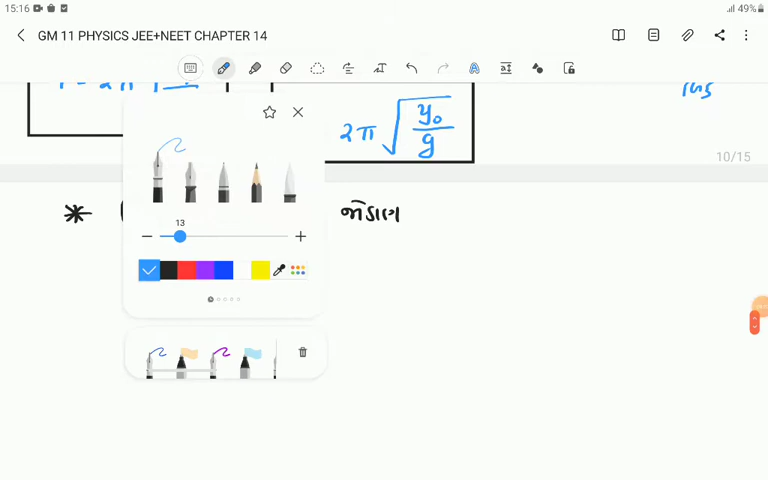 15:16 49%
GM 11 PHYSICS JEE+NEET CHAPTER 14
2π √(y₀/g)
10/15
* જોડાણ
13